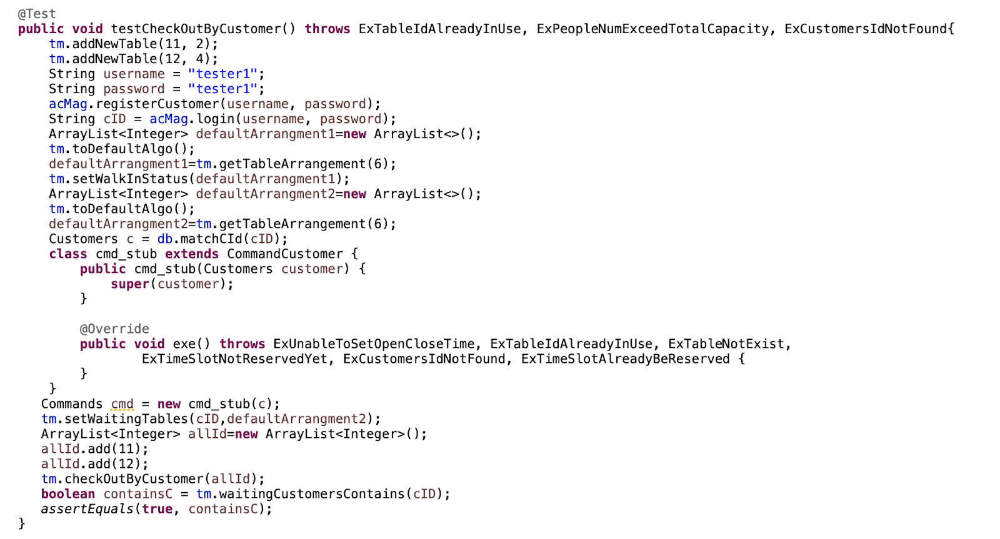 @Test
public void testCheckOutByCustomer() throws ExTableIdAlreadyInUse, ExPeopleNumExceedTotalCapacity, ExCustomersIdNotFound{
    tm.addNewTable(11, 2);
    tm.addNewTable(12, 4);
    String username = "tester1";
    String password = "tester1";
    acMag.registerCustomer(username, password);
    String cID = acMag.login(username, password);
    ArrayList<Integer> defaultArrangment1=new ArrayList<>();
    tm.toDefaultAlgo();
    defaultArrangment1=tm.getTableArrangement(6);
    tm.setWalkInStatus(defaultArrangment1);
    ArrayList<Integer> defaultArrangment2=new ArrayList<>();
    tm.toDefaultAlgo();
    defaultArrangment2=tm.getTableArrangement(6);
    Customers c = db.matchCId(cID);
    class cmd_stub extends CommandCustomer {
        public cmd_stub(Customers customer) {
            super(customer);
        }

        @Override
        public void exe() throws ExUnableToSetOpenCloseTime, ExTableIdAlreadyInUse, ExTableNotExist,
                ExTimeSlotNotReservedYet, ExCustomersIdNotFound, ExTimeSlotAlreadyBeReserved {
        }
    }
   Commands cmd = new cmd_stub(c);
   tm.setWaitingTables(cID,defaultArrangment2);
   ArrayList<Integer> allId=new ArrayList<Integer>();
   allId.add(11);
   allId.add(12);
   tm.checkOutByCustomer(allId);
   boolean containsC = tm.waitingCustomersContains(cID);
   assertEquals(true, containsC);
}